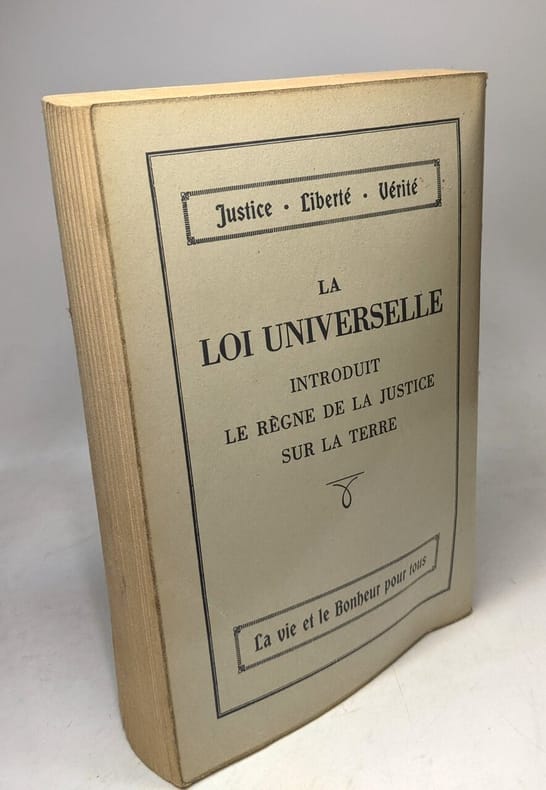 Justice • Liberté • Vérité
LA
LOI UNIVERSELLE
INTRODUIT
LE RÈGNE DE LA JUSTICE
SUR LA TERRE
La vie et le Bonheur pour tous